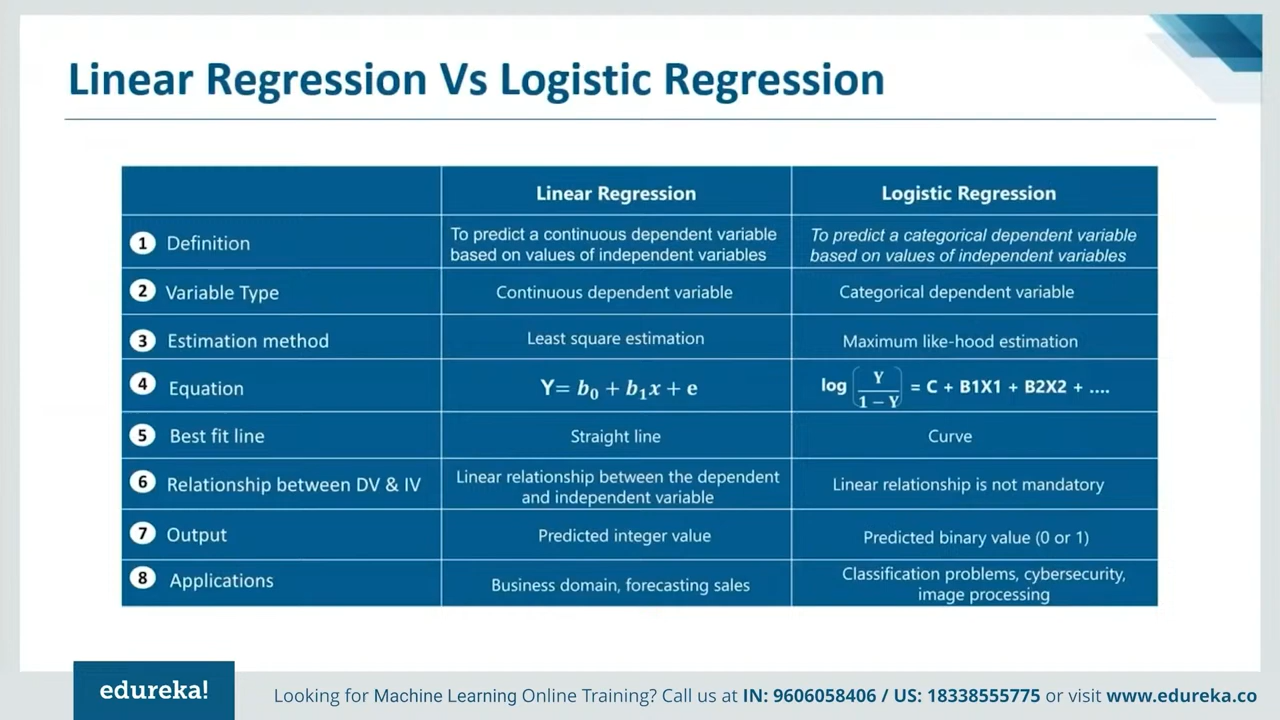 Linear Regression Vs Logistic Regression
Linear Regression
Logistic Regression
1 Definition
To predict a continuous dependent variable
based on values of independent variables
To predict a categorical dependent variable
based on values of independent variables
2 Variable Type
Continuous dependent variable
Categorical dependent variable
3 Estimation method
Least square estimation
Maximum like-hood estimation
4 Equation
Y= b₀ + b₁x + e
log (Y / 1 − Y) = C + B1X1 + B2X2 + ....
5 Best fit line
Straight line
Curve
6 Relationship between DV & IV
Linear relationship between the dependent
and independent variable
Linear relationship is not mandatory
7 Output
Predicted integer value
Predicted binary value (0 or 1)
8 Applications
Business domain, forecasting sales
Classification problems, cybersecurity,
image processing
edureka!
Looking for Machine Learning Online Training? Call us at IN: 9606058406 / US: 18338555775 or visit www.edureka.co